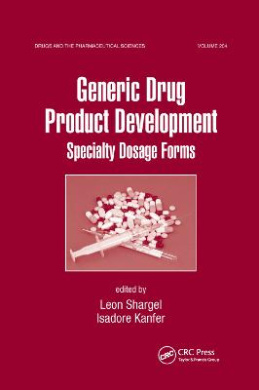 DRUGS AND THE PHARMACEUTICAL SCIENCES VOLUME 204
Generic Drug
Product Development
Specialty Dosage Forms
edited by
Leon Shargel
Isadore Kanfer
CRC Press
Taylor & Francis Group